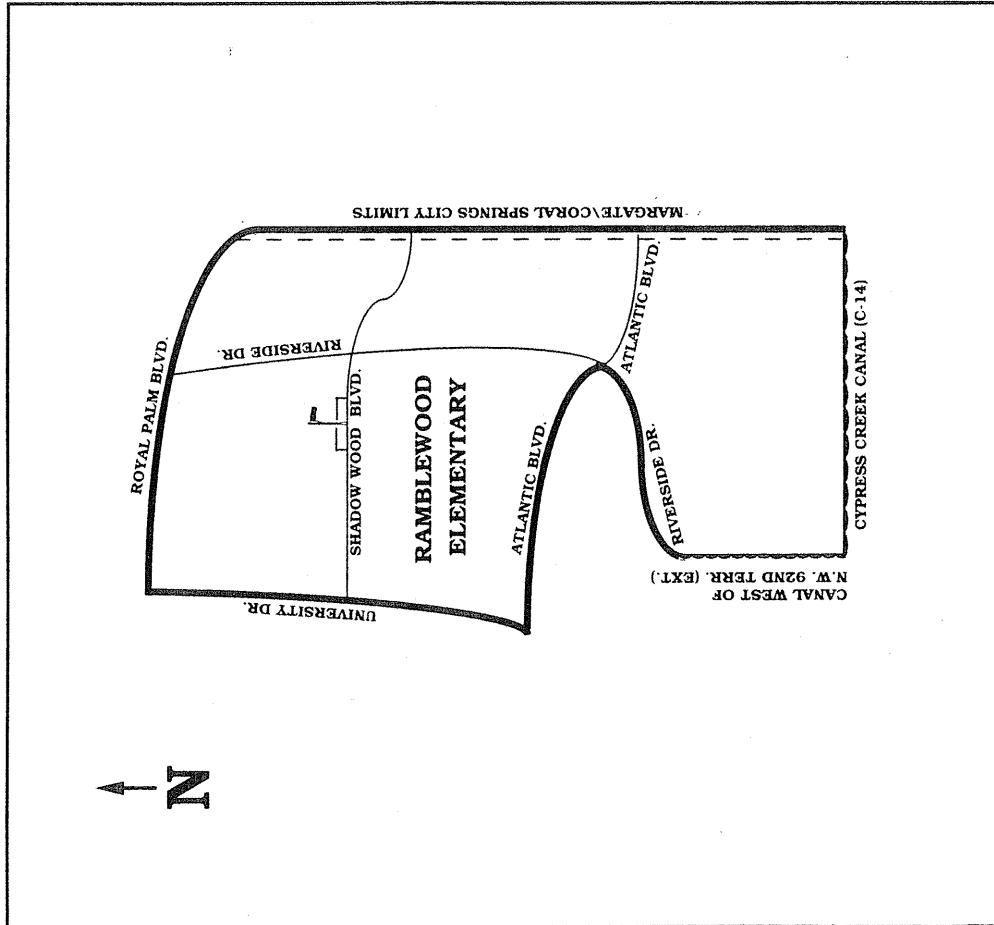 MARGATE/CORAL SPRINGS CITY LIMITS
ROYAL PALM BLVD.
RIVERSIDE DR.
SHADOW WOOD BLVD.
RAMBLEWOOD
ELEMENTARY
ATLANTIC BLVD.
ATLANTIC BLVD.
RIVERSIDE DR.
UNIVERSITY DR.
CANAL WEST OF
N.W. 92ND TERR. (EXT.)
CYPRESS CREEK CANAL (C-14)
N